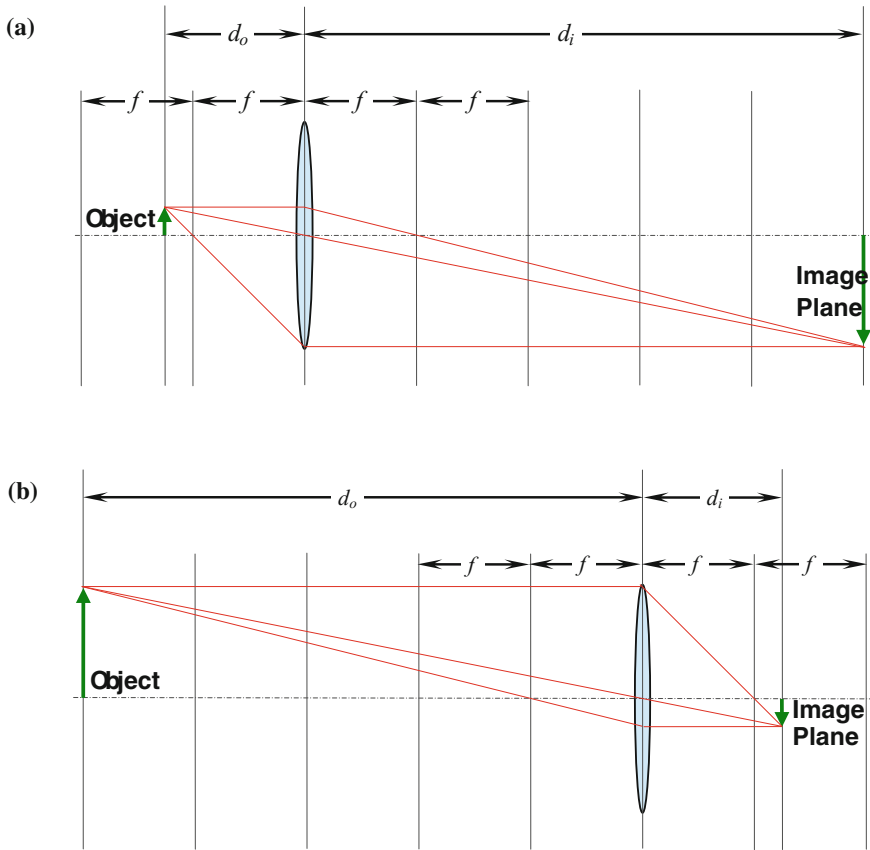 (a)
d_o d_i
f f f f
Object
Image
Plane
(b)
d_o d_i
f f f f
Object
Image
Plane